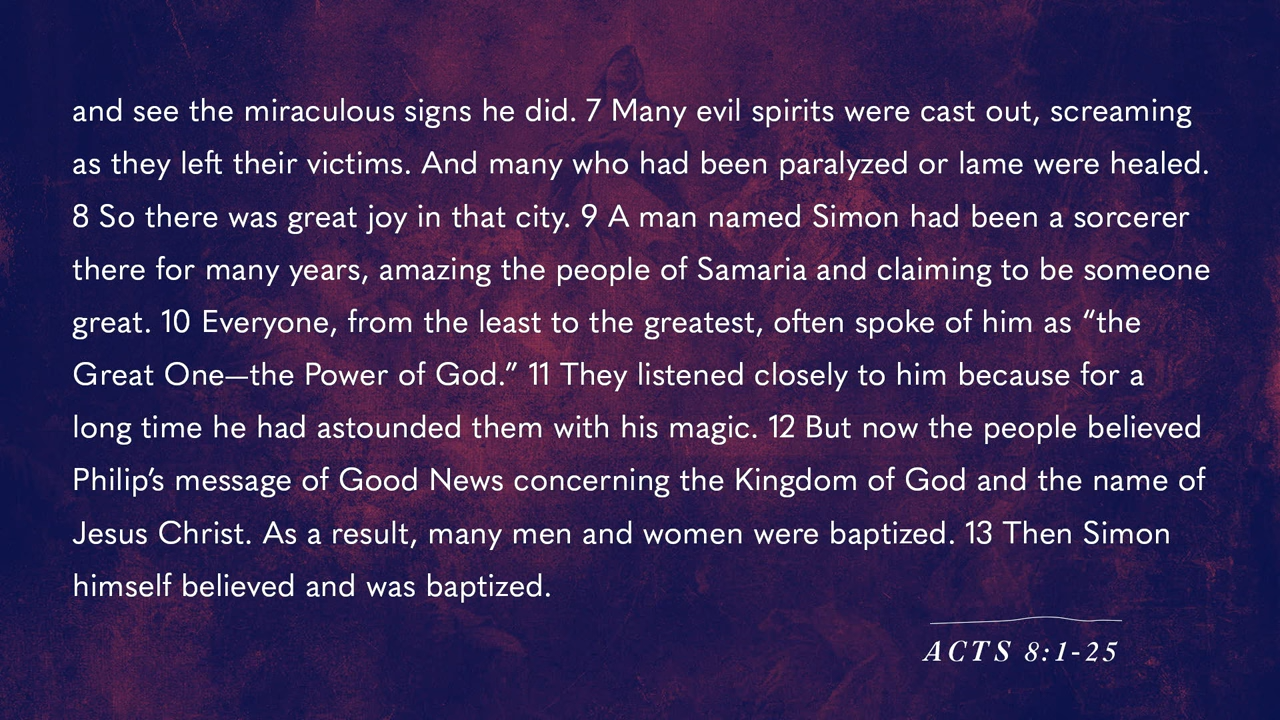 and see the miraculous signs he did. 7 Many evil spirits were cast out, screaming
as they left their victims. And many who had been paralyzed or lame were healed.
8 So there was great joy in that city. 9 A man named Simon had been a sorcerer
there for many years, amazing the people of Samaria and claiming to be someone
great. 10 Everyone, from the least to the greatest, often spoke of him as “the
Great One—the Power of God.” 11 They listened closely to him because for a
long time he had astounded them with his magic. 12 But now the people believed
Philip’s message of Good News concerning the Kingdom of God and the name of
Jesus Christ. As a result, many men and women were baptized. 13 Then Simon
himself believed and was baptized.
ACTS 8:1-25